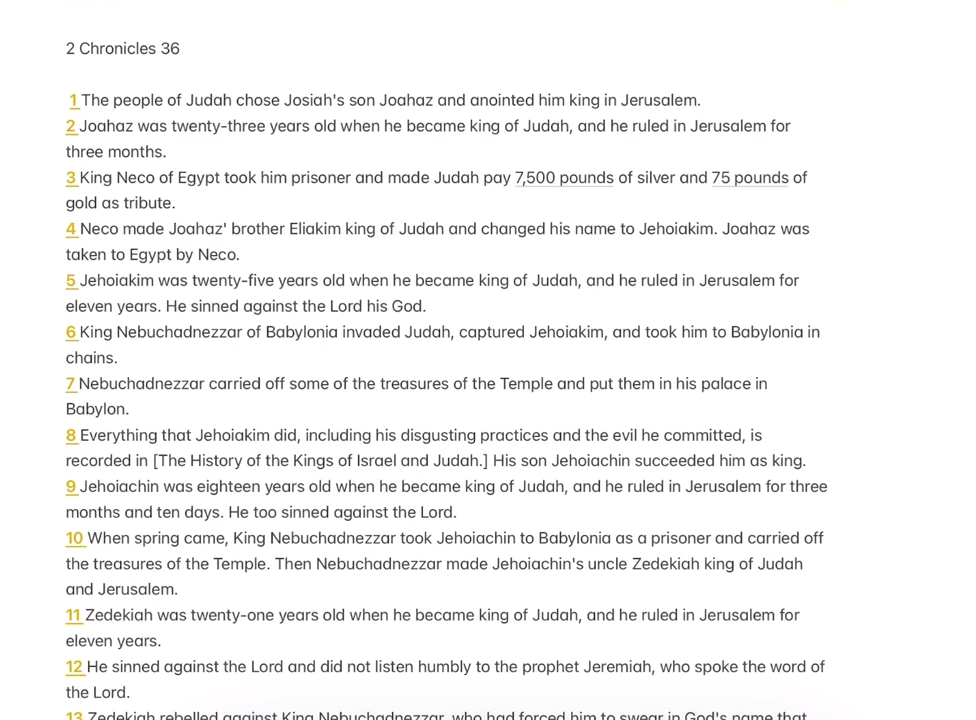 2 Chronicles 36
1 The people of Judah chose Josiah's son Joahaz and anointed him king in Jerusalem.
2 Joahaz was twenty-three years old when he became king of Judah, and he ruled in Jerusalem for
three months.
3 King Neco of Egypt took him prisoner and made Judah pay 7,500 pounds of silver and 75 pounds of
gold as tribute.
4 Neco made Joahaz' brother Eliakim king of Judah and changed his name to Jehoiakim. Joahaz was
taken to Egypt by Neco.
5 Jehoiakim was twenty-five years old when he became king of Judah, and he ruled in Jerusalem for
eleven years. He sinned against the Lord his God.
6 King Nebuchadnezzar of Babylonia invaded Judah, captured Jehoiakim, and took him to Babylonia in
chains.
7 Nebuchadnezzar carried off some of the treasures of the Temple and put them in his palace in
Babylon.
8 Everything that Jehoiakim did, including his disgusting practices and the evil he committed, is
recorded in [The History of the Kings of Israel and Judah.] His son Jehoiachin succeeded him as king.
9 Jehoiachin was eighteen years old when he became king of Judah, and he ruled in Jerusalem for three
months and ten days. He too sinned against the Lord.
10 When spring came, King Nebuchadnezzar took Jehoiachin to Babylonia as a prisoner and carried off
the treasures of the Temple. Then Nebuchadnezzar made Jehoiachin's uncle Zedekiah king of Judah
and Jerusalem.
11 Zedekiah was twenty-one years old when he became king of Judah, and he ruled in Jerusalem for
eleven years.
12 He sinned against the Lord and did not listen humbly to the prophet Jeremiah, who spoke the word of
the Lord.
13 Zedekiah rebelled against King Nebuchadnezzar, who had forced him to swear in God's name that